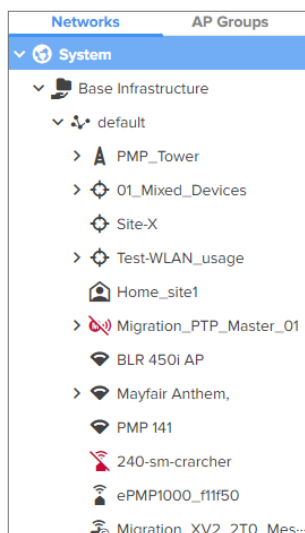 Networks
AP Groups
System
Base Infrastructure
default
PMP_Tower
01_Mixed_Devices
Site-X
Test-WLAN_usage
Home_site1
Migration_PTP_Master_01
BLR 450i AP
Mayfair Anthem,
PMP 141
240-sm-crarcher
ePMP1000_f11f50
Migration_XV2_2T0_Mes...